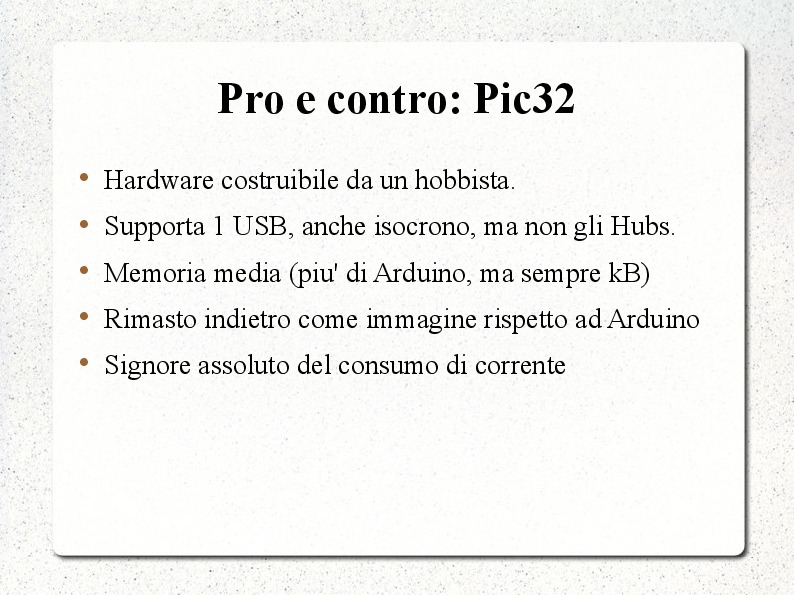 Pro e contro: Pic32
Hardware costruibile da un hobbista.
Supporta 1 USB, anche isocrono, ma non gli Hubs.
Memoria media (piu' di Arduino, ma sempre kB)
Rimasto indietro come immagine rispetto ad Arduino
Signore assoluto del consumo di corrente